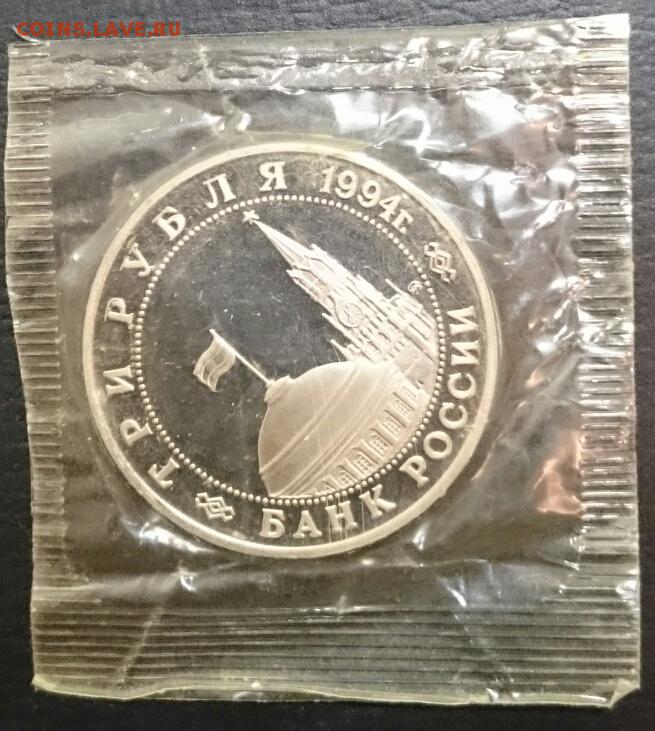 COINS.LAVE.RU
ТРИ РУБЛЯ 1994г.
БАНК РОССИИ